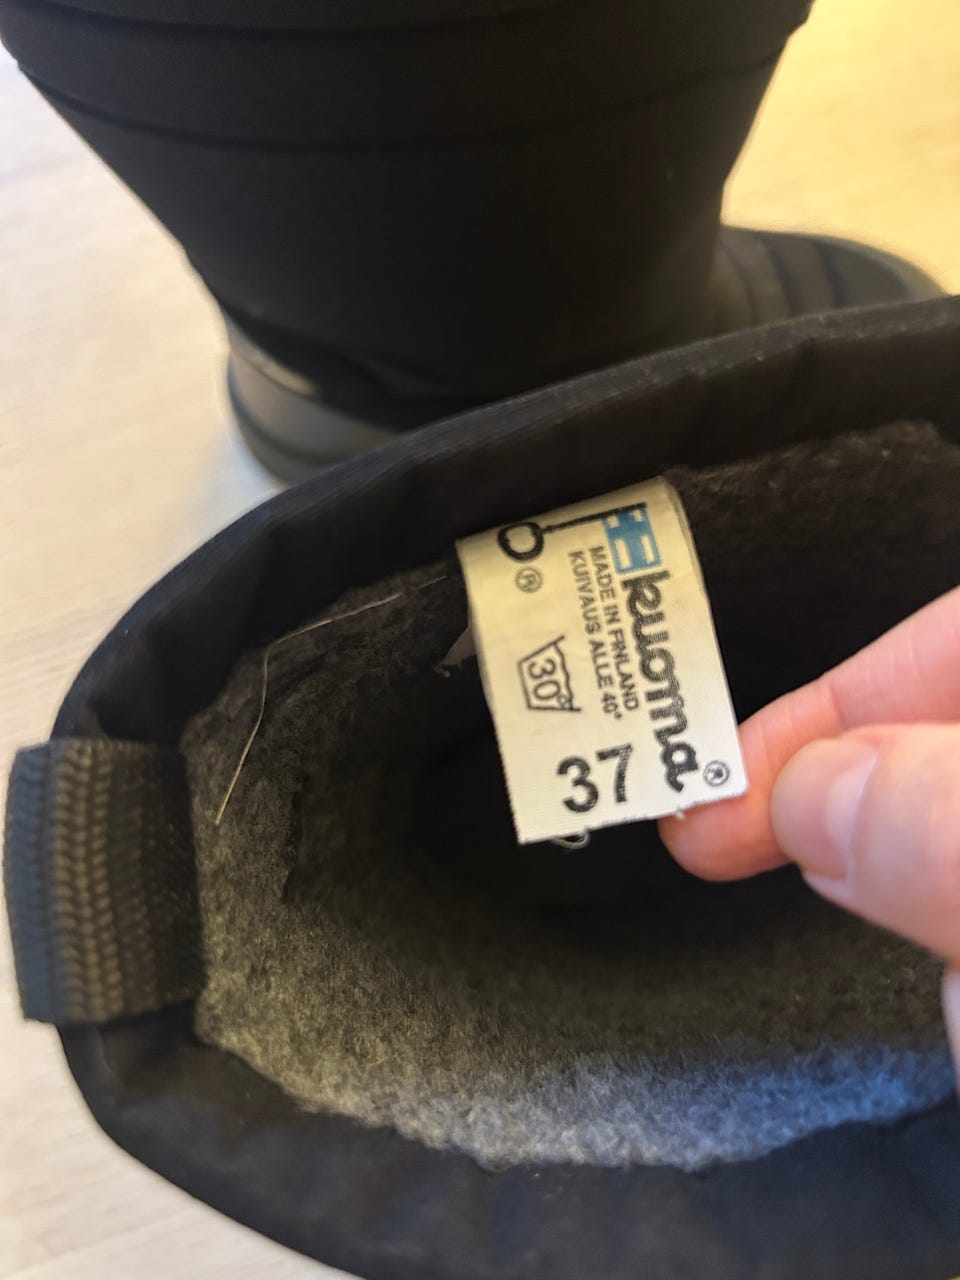 kuoma®
MADE IN FINLAND
KUIVAUS ALLE 40°
®
30°
37